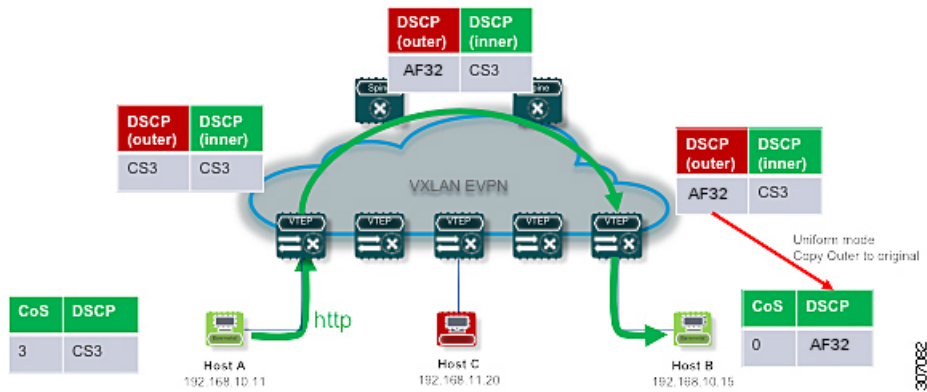 DSCP (outer) DSCP (inner)
AF32 CS3
Spine Spine
DSCP (outer) DSCP (inner)
CS3 CS3
DSCP (outer) DSCP (inner)
AF32 CS3
VXLAN EVPN
VTEP VTEP VTEP VTEP VTEP
Uniform mode
Copy Outer to original
CoS DSCP
3 CS3
http
CoS DSCP
0 AF32
Host A
192.168.10.11
Host C
192.168.11.20
Host B
192.168.10.15
307082